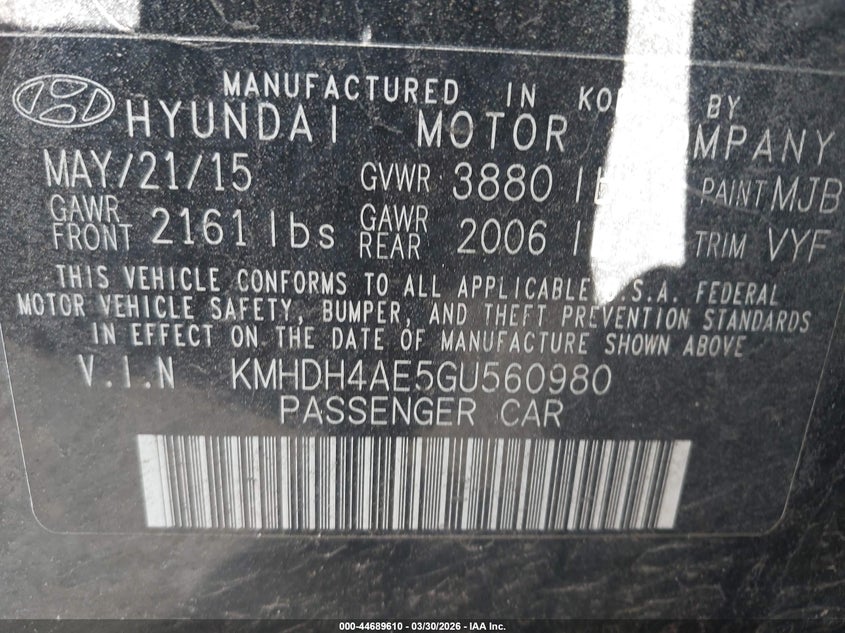 MANUFACTURED IN KO BY
HYUNDAI MOTOR MPANY
MAY/21/15 GVWR 3880 lb PAINT MJB
GAWR FRONT 2161 lbs GAWR REAR 2006 l TRIM VYF
THIS VEHICLE CONFORMS TO ALL APPLICABLE .S.A. FEDERAL
MOTOR VEHICLE SAFETY, BUMPER, AND THEFT PREVENTION STANDARDS
IN EFFECT ON THE DATE OF MANUFACTURE SHOWN ABOVE
V.I.N KMHDH4AE5GU560980
PASSENGER CAR
000-44689610 - 03/30/2026 - IAA Inc.